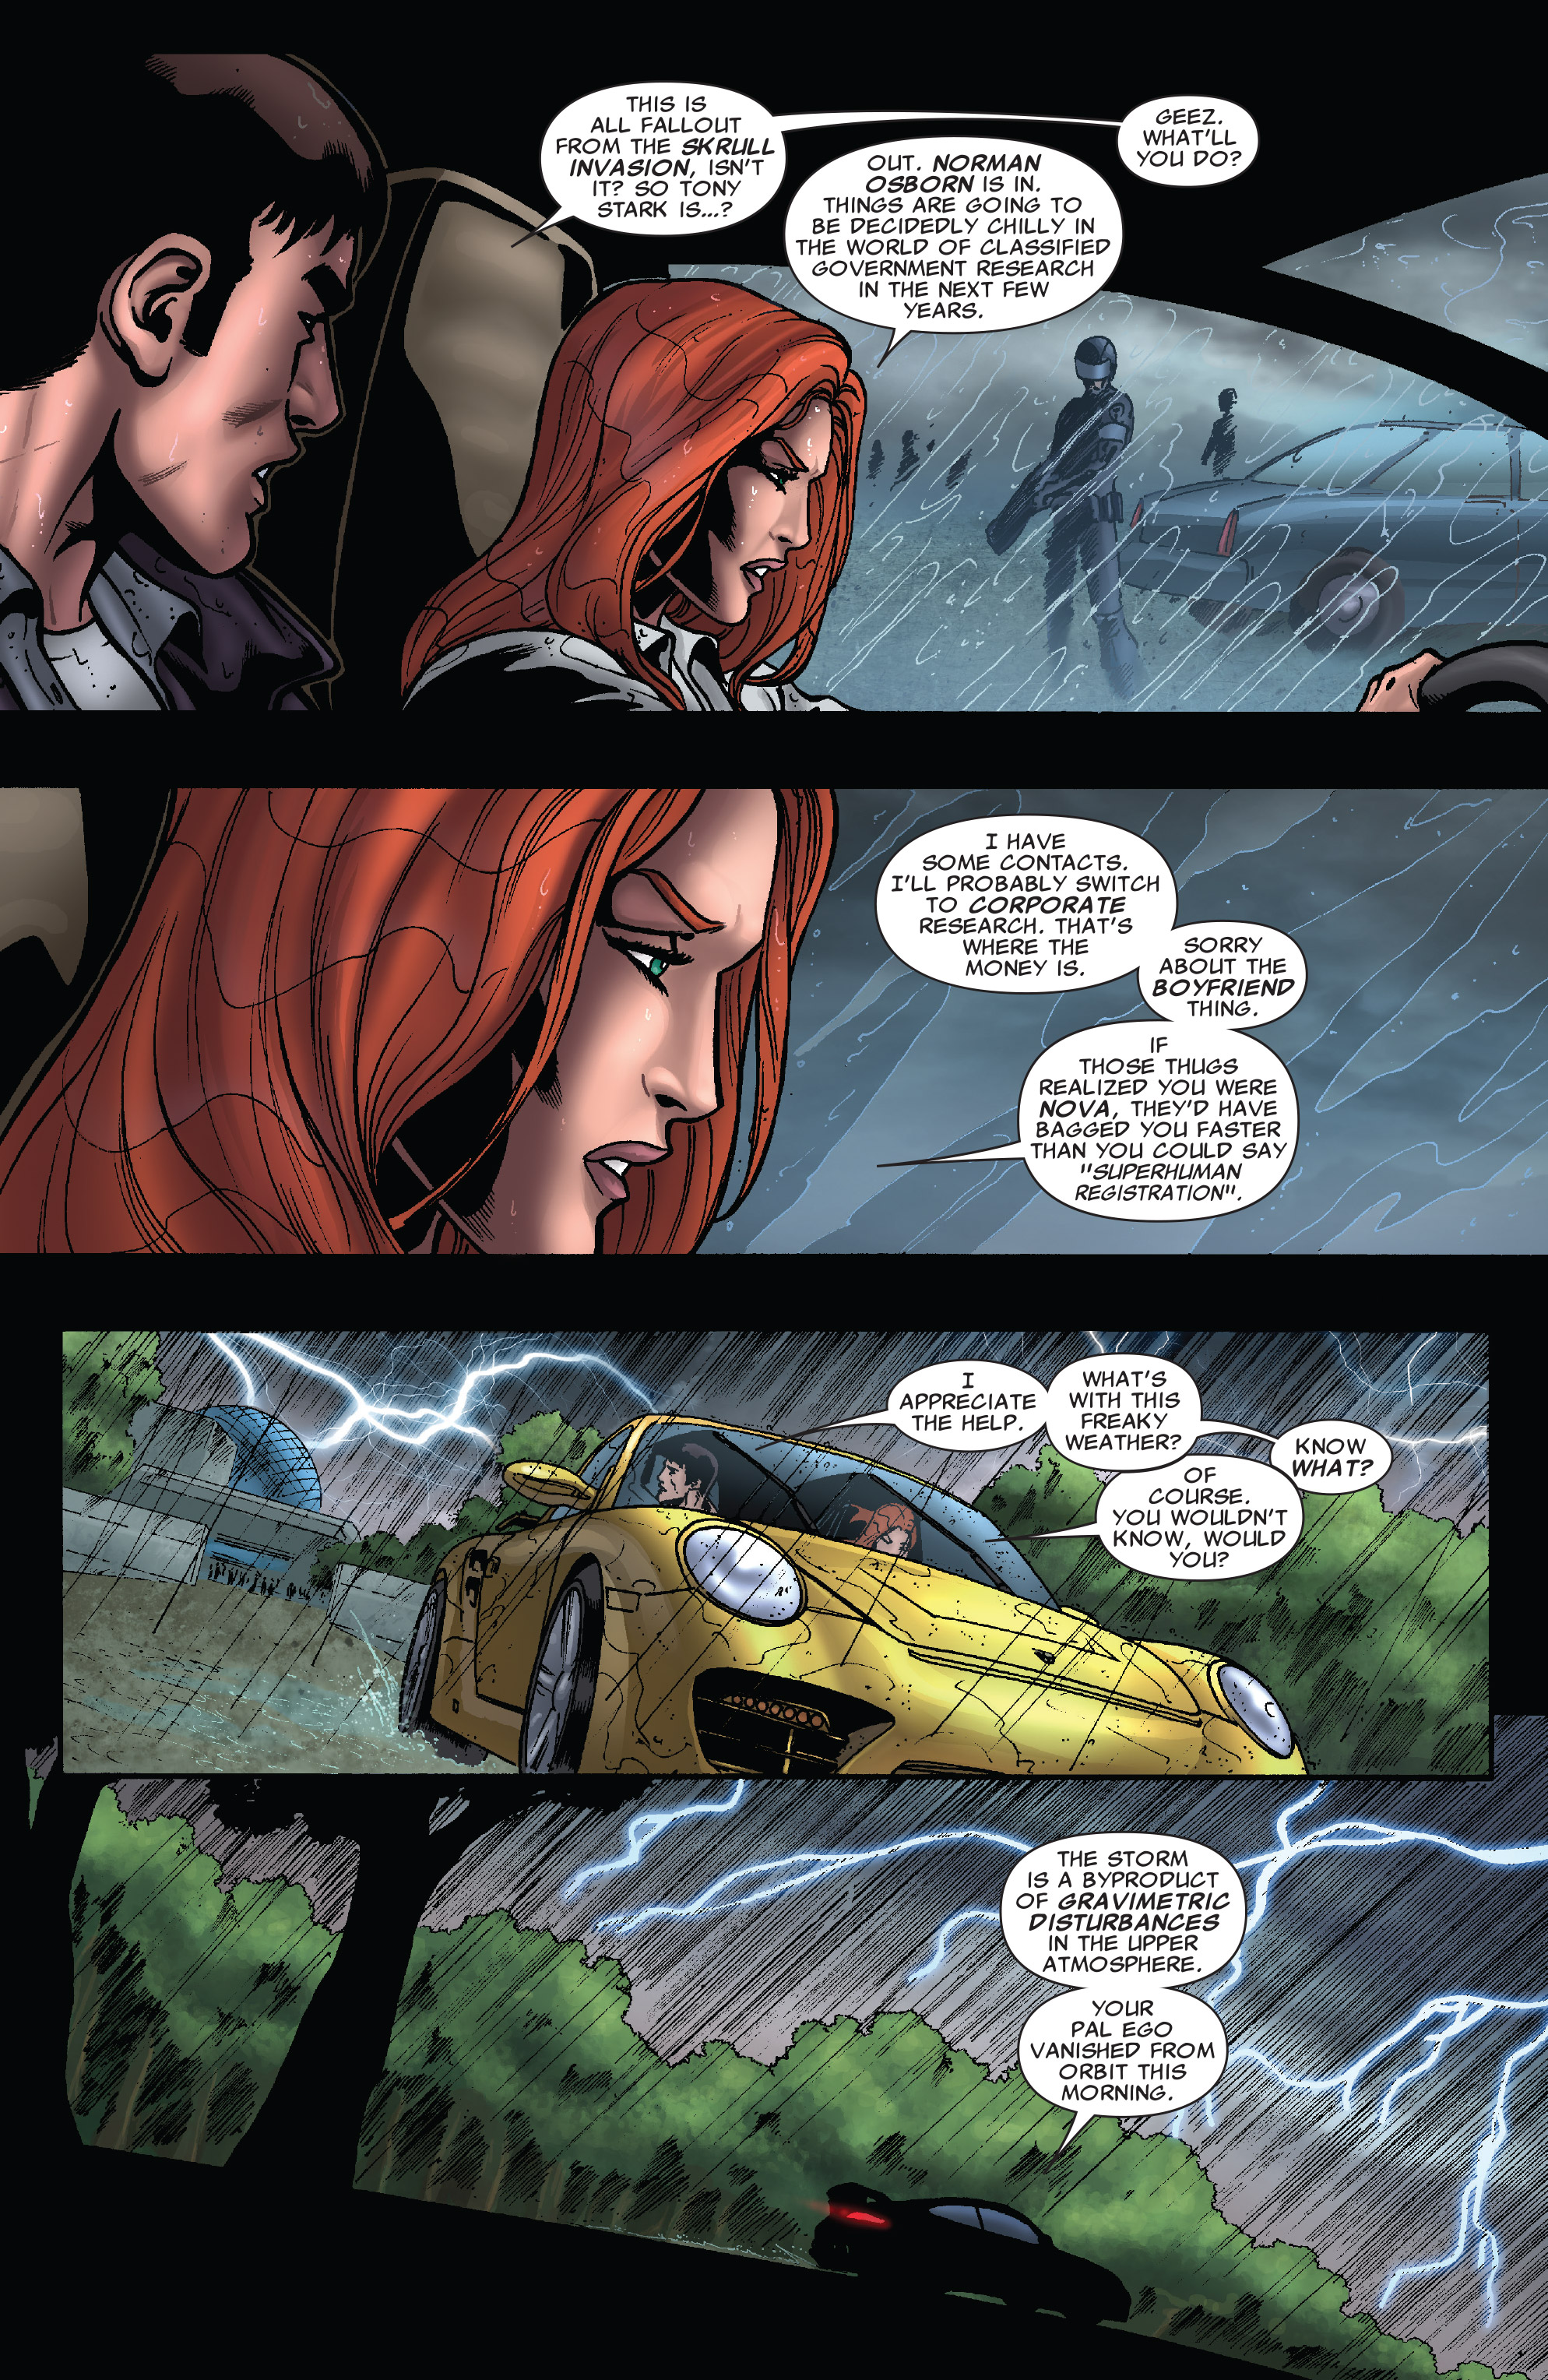 THIS IS
ALL FALLOUT
FROM THE SKRULL
INVASION, ISN'T
IT? SO TONY
STARK IS...?
OUT. NORMAN
OSBORN IS IN.
THINGS ARE GOING TO
BE DECIDEDLY CHILLY IN
THE WORLD OF CLASSIFIED
GOVERNMENT RESEARCH
IN THE NEXT FEW
YEARS.
GEEZ.
WHAT'LL
YOU DO?
I HAVE
SOME CONTACTS.
I'LL PROBABLY SWITCH
TO CORPORATE
RESEARCH. THAT'S
WHERE THE
MONEY IS.
SORRY
ABOUT THE
BOYFRIEND
THING.
IF
THOSE THUGS
REALIZED YOU WERE
NOVA, THEY'D HAVE
BAGGED YOU FASTER
THAN YOU COULD SAY
"SUPERHUMAN
REGISTRATION".
I
APPRECIATE
THE HELP.
WHAT'S
WITH THIS
FREAKY
WEATHER?
KNOW
WHAT?
OF
COURSE.
YOU WOULDN'T
KNOW, WOULD
YOU?
THE STORM
IS A BYPRODUCT
OF GRAVIMETRIC
DISTURBANCES
IN THE UPPER
ATMOSPHERE.
YOUR
PAL EGO
VANISHED FROM
ORBIT THIS
MORNING.